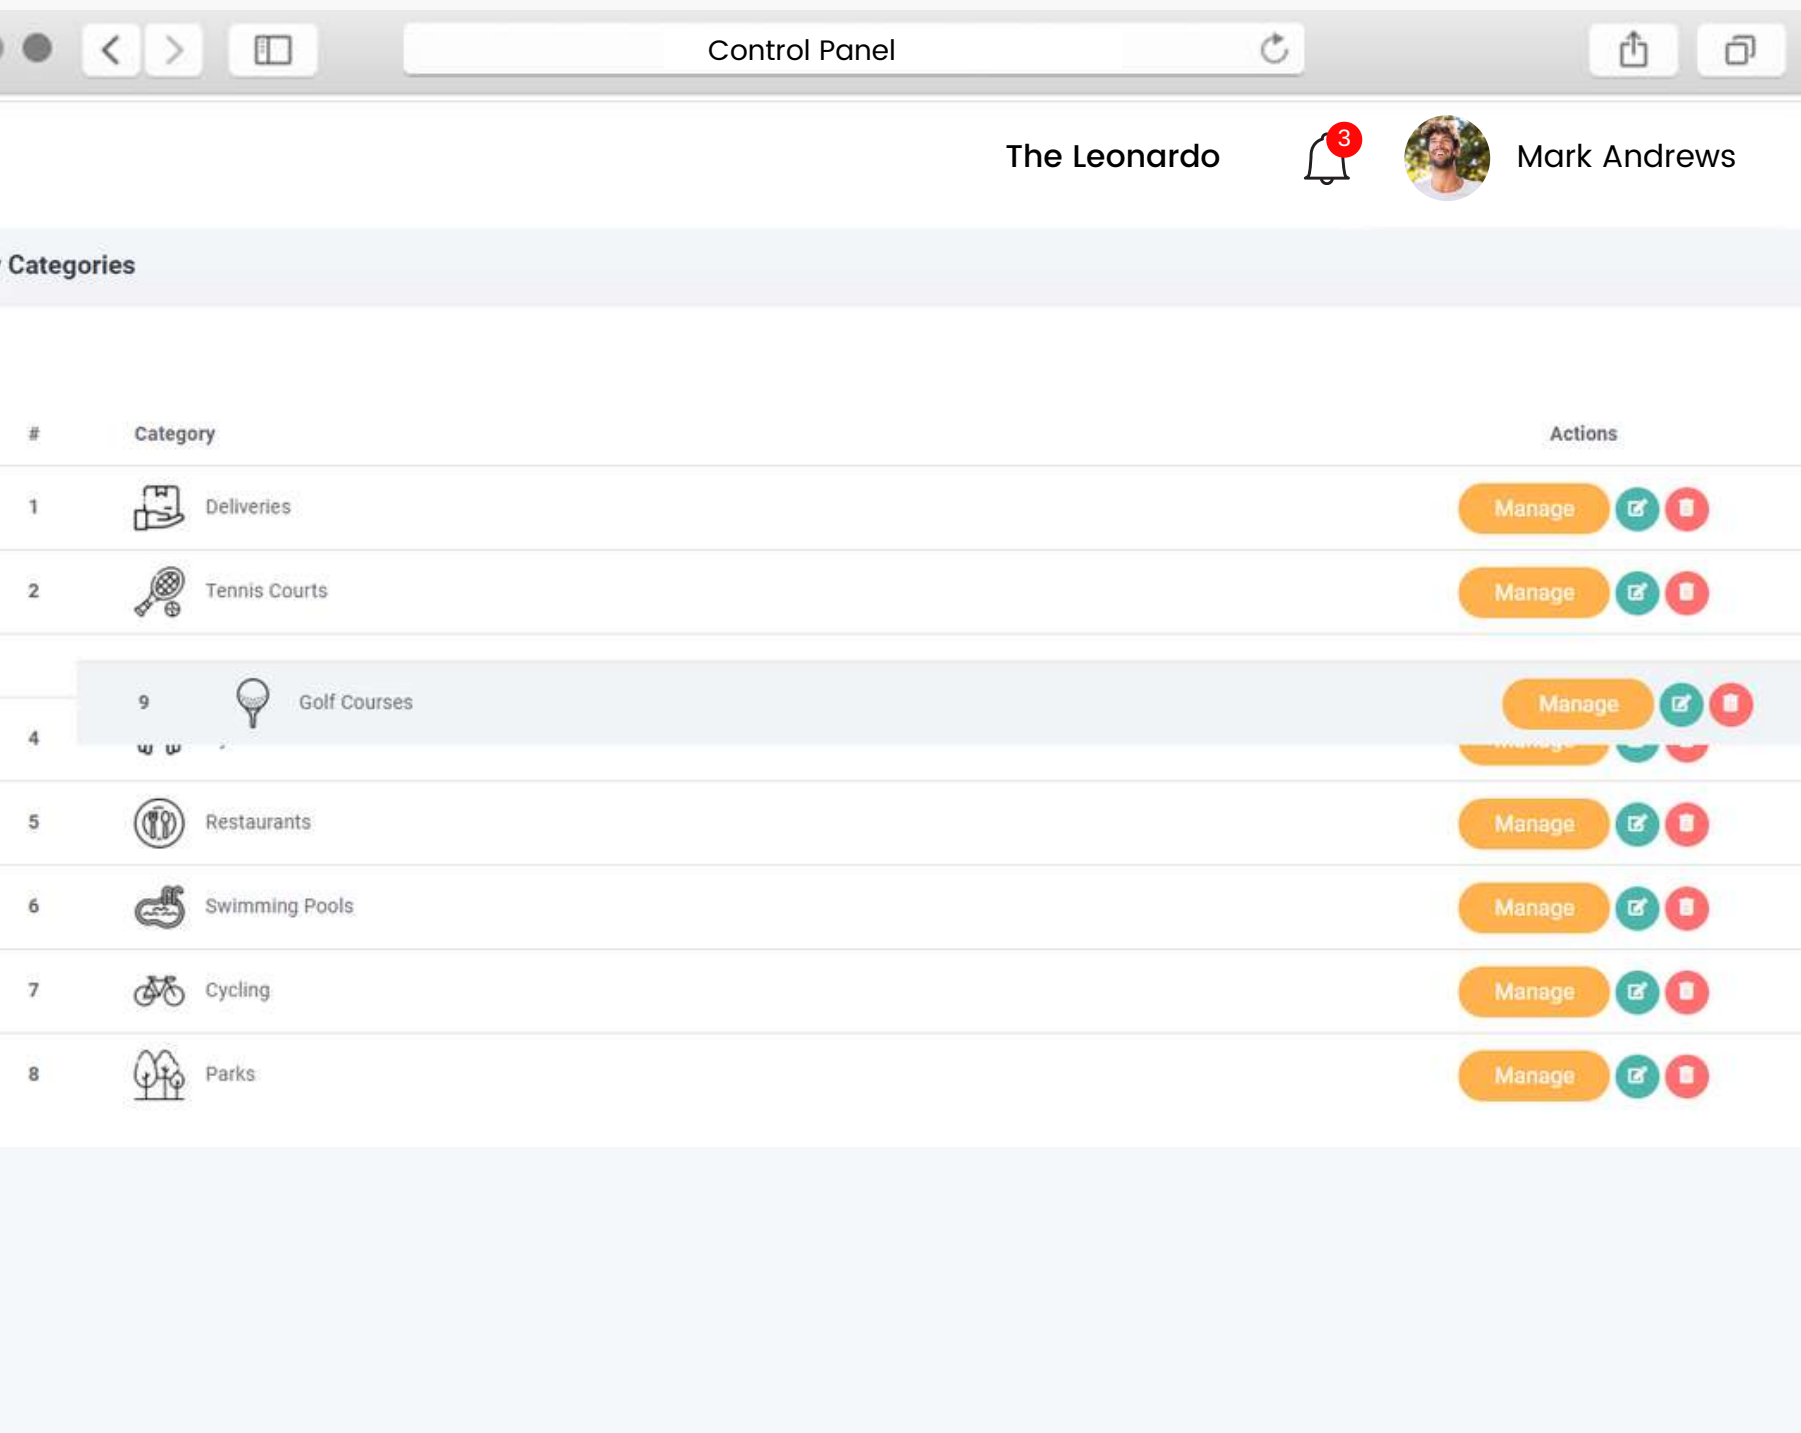 Control Panel
The Leonardo
3
Mark Andrews
Categories
# Category Actions
1 Deliveries Manage
2 Tennis Courts Manage
9 Golf Courses Manage
4
5 Restaurants Manage
6 Swimming Pools Manage
7 Cycling Manage
8 Parks Manage